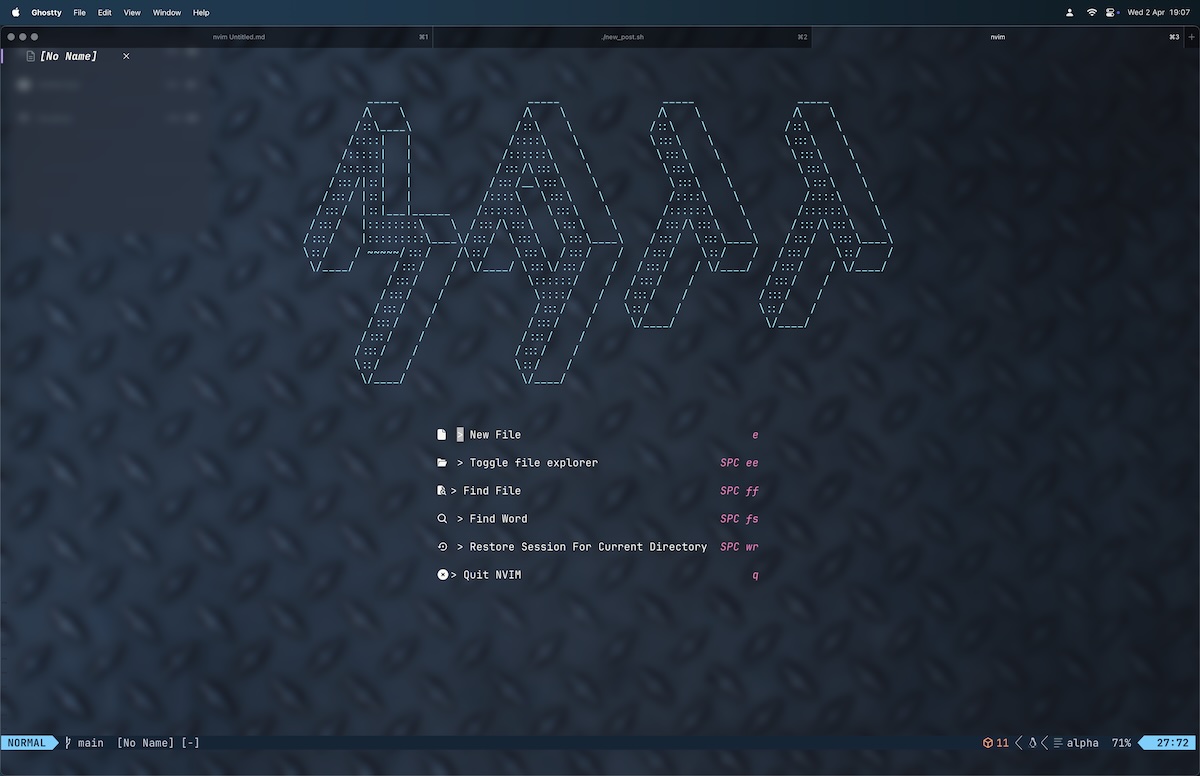 Ghostty File Edit View Window Help Wed 2 Apr 19:07
nvim Untitled.md ⌘1 ./new_post.sh ⌘2 nvim ⌘3 +
[No Name] ×
> New File e
> Toggle file explorer SPC ee
> Find File SPC ff
> Find Word SPC fs
> Restore Session For Current Directory SPC wr
> Quit NVIM q
NORMAL main [No Name] [-] 11 alpha 71% 27:72